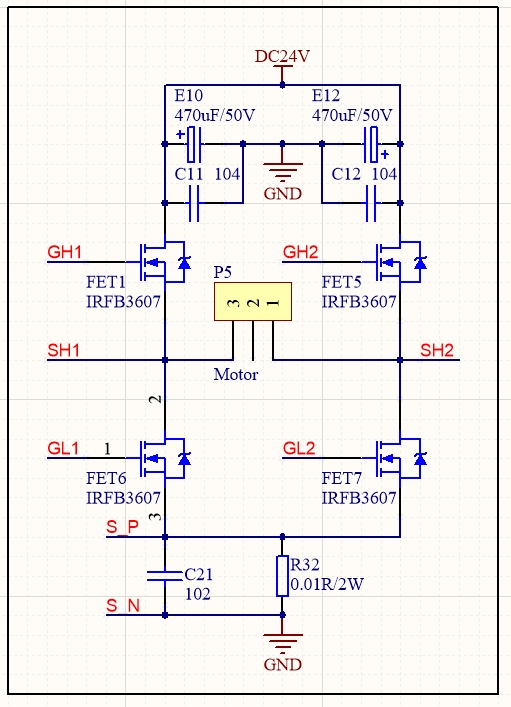 DC24V
E10
470uF/50V
E12
470uF/50V
+
+
C11 104
C12 104
GND
GH1
GH2
FET1
IRFB3607
P5
3 2 1
FET5
IRFB3607
SH1
SH2
Motor
2
GL1 1
GL2
FET6
IRFB3607
FET7
IRFB3607
3
S_P
C21
102
R32
0.01R/2W
S_N
GND